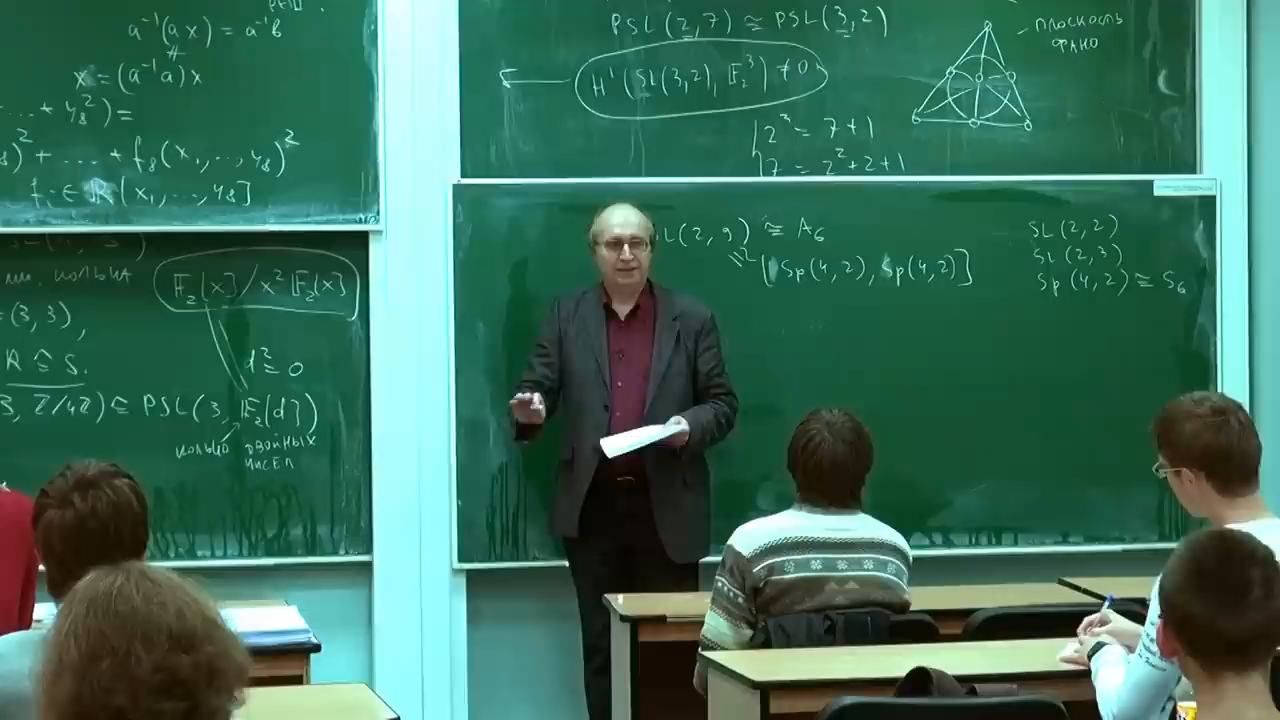 a⁻¹(ax) = a⁻¹b
x = (a⁻¹a)x
... + y₈²) =
)² + ... + f₈(x₁, ..., y₈)²
fᵢ ∈ ℝ[x₁, ..., y₈]
кольца
𝔽₂[x]/x²𝔽₂[x]
= (3, 3),
R ≅ S.
d² = 0
3, ℤ/4ℤ) ≅ PSL(3, 𝔽₂[d])
кольцо двойных
чисел
PSL(2,7) ≅ PSL(3,2)
H¹(SL(3,2), 𝔽₂³) ≠ 0
2³ = 7+1
7 = 2²+2+1
– плоскость
Фано
L(2,9) ≅ A₆
≅ [Sp(4,2), Sp(4,2)]
SL(2,2)
SL(2,3)
Sp(4,2) ≅ S₆